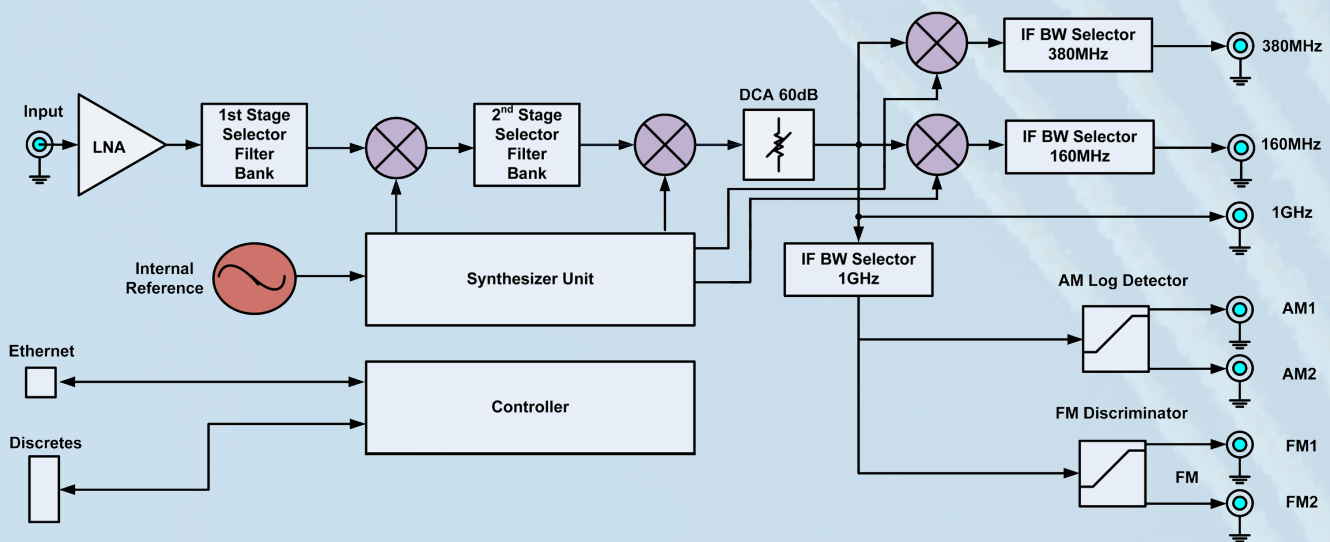 Input
LNA
1st Stage
Selector
Filter
Bank
2nd Stage
Selector
Filter
Bank
DCA 60dB
IF BW Selector
380MHz
380MHz
IF BW Selector
160MHz
160MHz
1GHz
Internal
Reference
Synthesizer Unit
IF BW Selector
1GHz
AM Log Detector
AM1
AM2
Ethernet
Controller
Discretes
FM Discriminator
FM1
FM
FM2